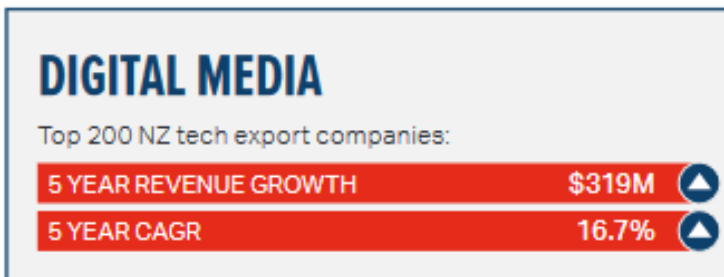 DIGITAL MEDIA
Top 200 NZ tech export companies:
5 YEAR REVENUE GROWTH $319M
5 YEAR CAGR 16.7%